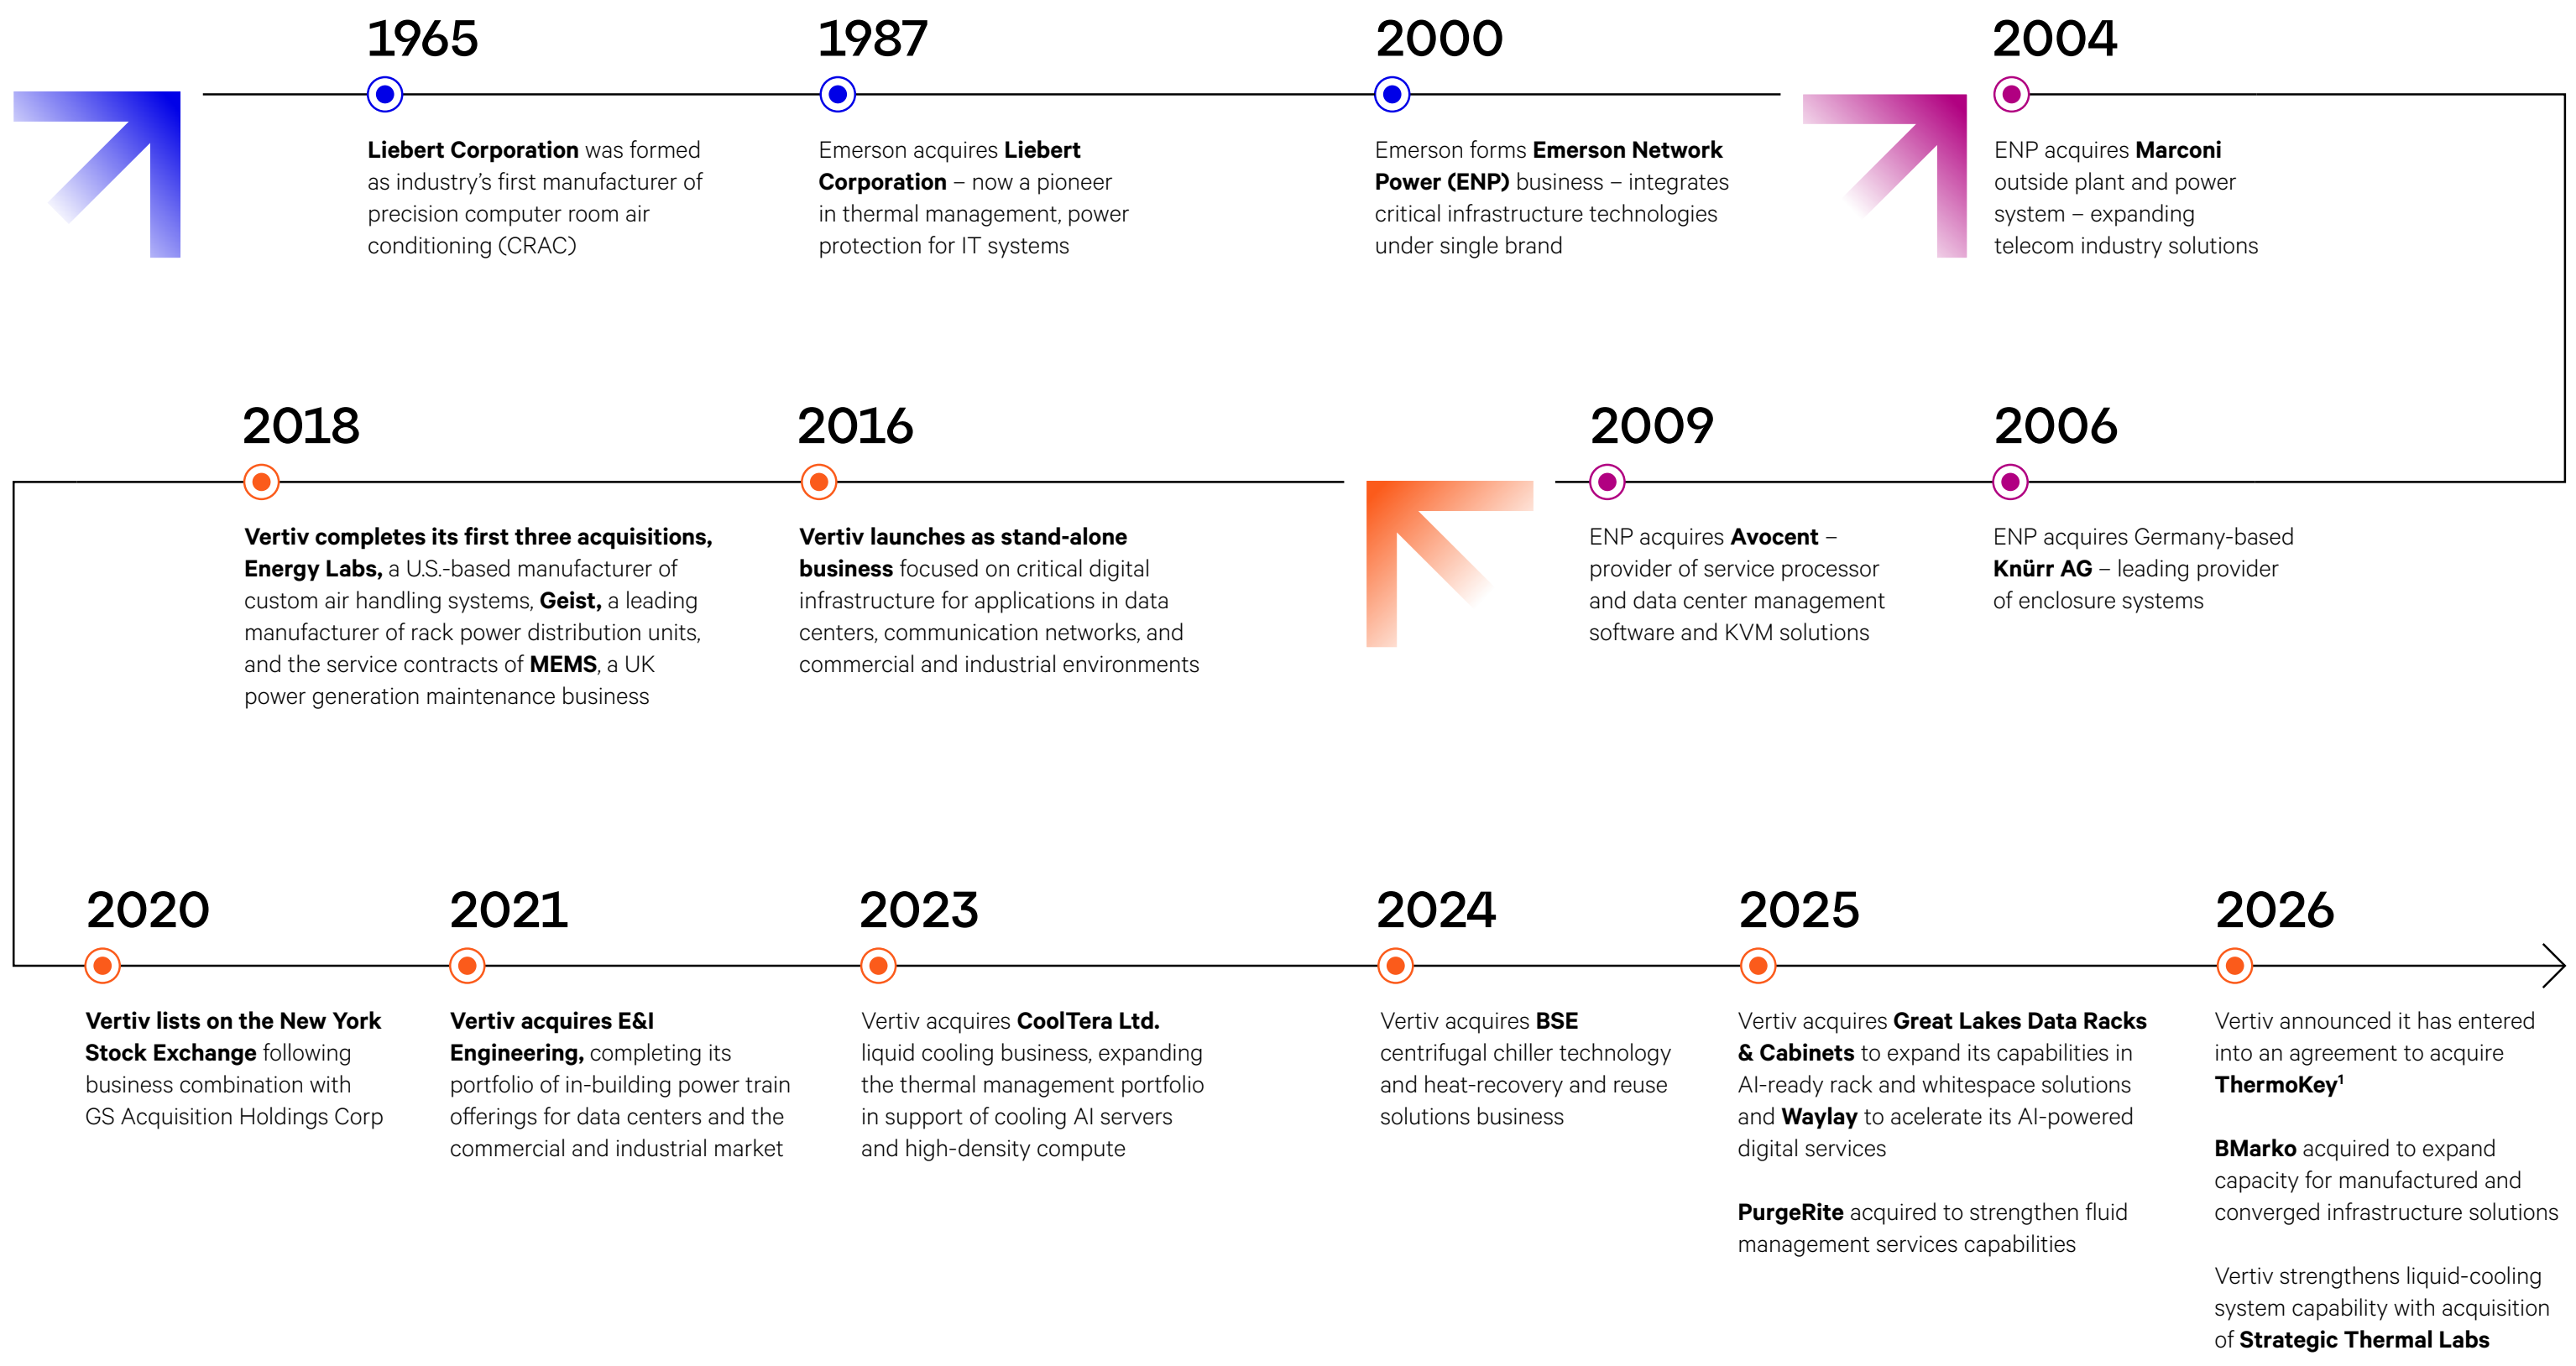 1965
Liebert Corporation was formed
as industry’s first manufacturer of
precision computer room air
conditioning (CRAC)
1987
Emerson acquires Liebert
Corporation – now a pioneer
in thermal management, power
protection for IT systems
2000
Emerson forms Emerson Network
Power (ENP) business – integrates
critical infrastructure technologies
under single brand
2004
ENP acquires Marconi
outside plant and power
system – expanding
telecom industry solutions
2018
Vertiv completes its first three acquisitions,
Energy Labs, a U.S.-based manufacturer of
custom air handling systems, Geist, a leading
manufacturer of rack power distribution units,
and the service contracts of MEMS, a UK
power generation maintenance business
2016
Vertiv launches as stand-alone
business focused on critical digital
infrastructure for applications in data
centers, communication networks, and
commercial and industrial environments
2009
ENP acquires Avocent –
provider of service processor
and data center management
software and KVM solutions
2006
ENP acquires Germany-based
Knürr AG – leading provider
of enclosure systems
2020
Vertiv lists on the New York
Stock Exchange following
business combination with
GS Acquisition Holdings Corp
2021
Vertiv acquires E&I
Engineering, completing its
portfolio of in-building power train
offerings for data centers and the
commercial and industrial market
2023
Vertiv acquires CoolTera Ltd.
liquid cooling business, expanding
the thermal management portfolio
in support of cooling AI servers
and high-density compute
2024
Vertiv acquires BSE
centrifugal chiller technology
and heat-recovery and reuse
solutions business
2025
Vertiv acquires Great Lakes Data Racks
& Cabinets to expand its capabilities in
AI-ready rack and whitespace solutions
and Waylay to acelerate its AI-powered
digital services
PurgeRite acquired to strengthen fluid
management services capabilities
2026
Vertiv announced it has entered
into an agreement to acquire
ThermoKey¹
BMarko acquired to expand
capacity for manufactured and
converged infrastructure solutions
Vertiv strengthens liquid-cooling
system capability with acquisition
of Strategic Thermal Labs